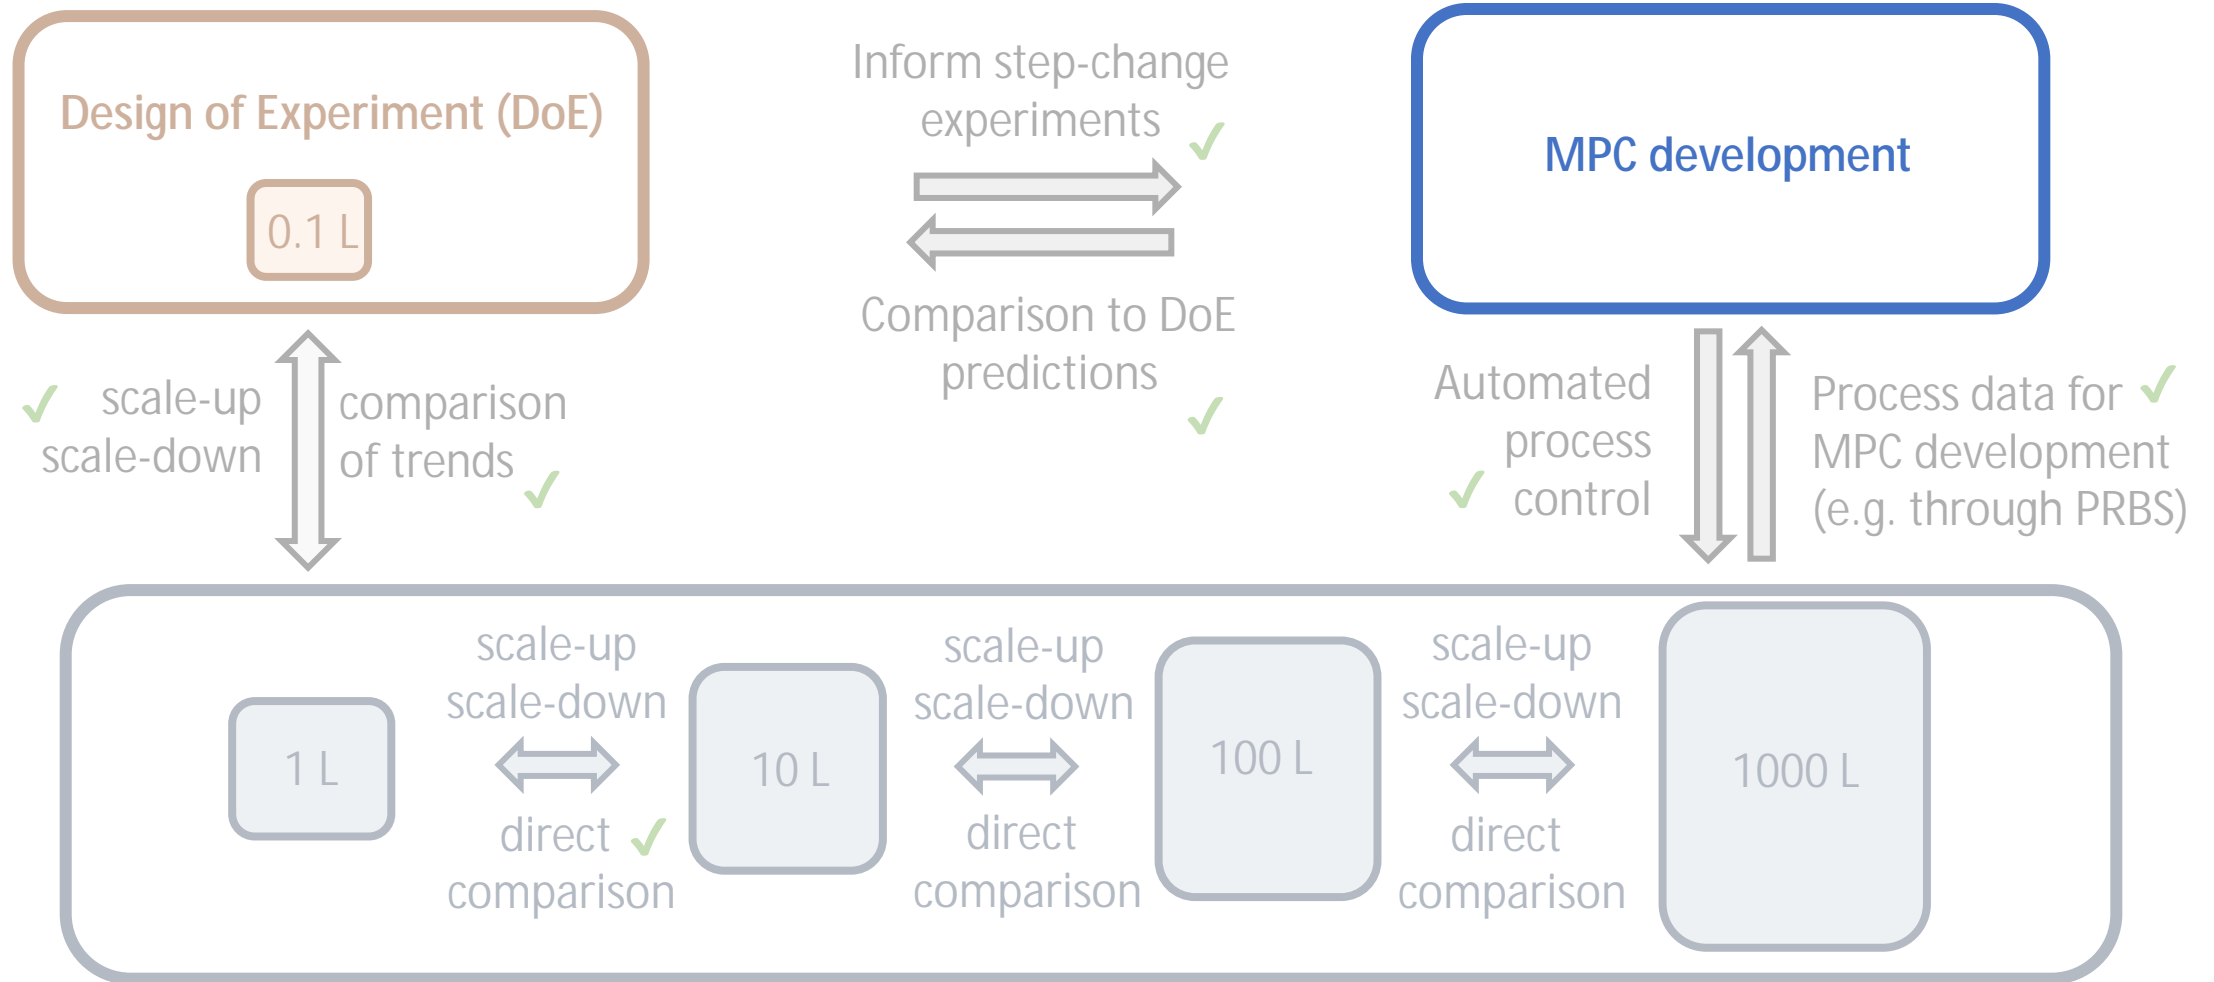 Design of Experiment (DoE)
0.1 L
Inform step-change
experiments
Comparison to DoE
predictions
MPC development
scale-up
scale-down
comparison
of trends
Automated
process
control
Process data for
MPC development
(e.g. through PRBS)
1 L
scale-up
scale-down
direct
comparison
10 L
scale-up
scale-down
direct
comparison
100 L
scale-up
scale-down
direct
comparison
1000 L